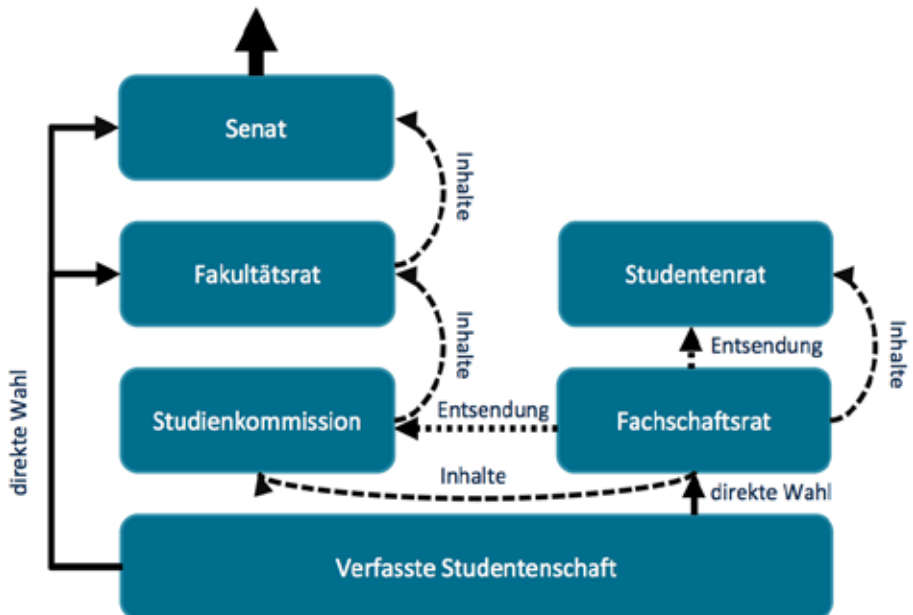 Senat
Inhalte
Fakultätsrat
Studentenrat
direkte Wahl
Inhalte
Entsendung
Inhalte
Studienkommission
Entsendung
Fachschaftsrat
Inhalte
direkte Wahl
Verfasste Studentenschaft